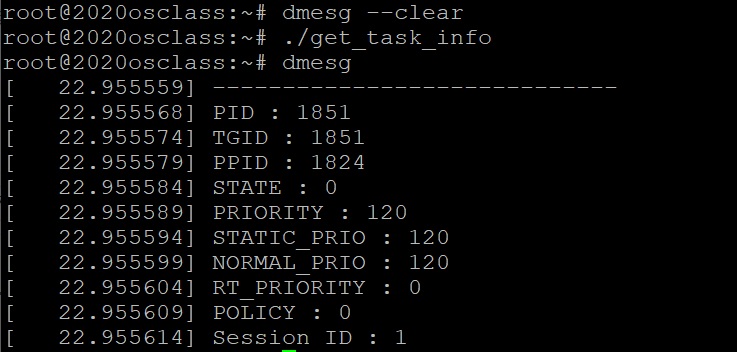 root@2020osclass:~# dmesg --clear
root@2020osclass:~# ./get_task_info
root@2020osclass:~# dmesg
[   22.955559] -----------------------------
[   22.955568] PID : 1851
[   22.955574] TGID : 1851
[   22.955579] PPID : 1824
[   22.955584] STATE : 0
[   22.955589] PRIORITY : 120
[   22.955594] STATIC_PRIO : 120
[   22.955599] NORMAL_PRIO : 120
[   22.955604] RT_PRIORITY : 0
[   22.955609] POLICY : 0
[   22.955614] Session ID : 1